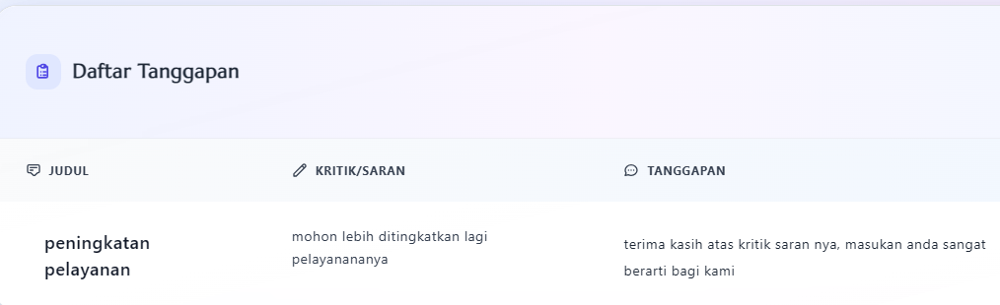 Daftar Tanggapan
JUDUL
KRITIK/SARAN
TANGGAPAN
peningkatan
pelayanan
mohon lebih ditingkatkan lagi
pelayanananya
terima kasih atas kritik saran nya, masukan anda sangat
berarti bagi kami